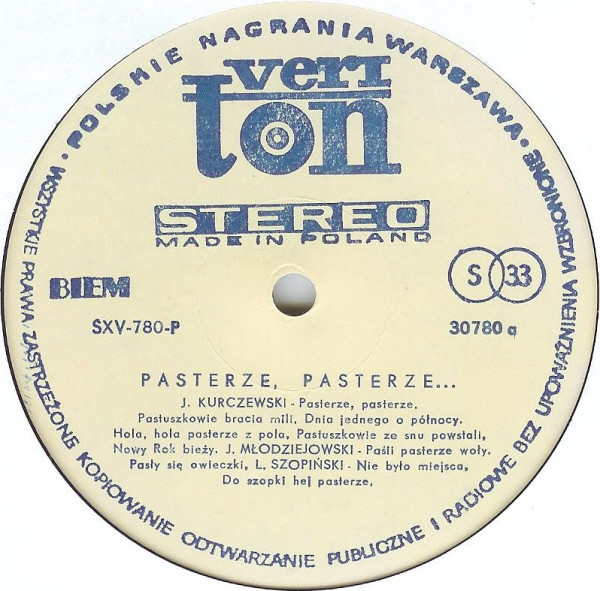 POLSKIE NAGRANIA WARSZAWA •
WSZYSTKIE PRAWA ZASTRZEŻONE KOPIOWANIE ODTWARZANIE PUBLICZNE I RADIOWE BEZ UPOWAŻNIENIA WZBRONIONE •
veri
ton
STEREO
MADE IN POLAND
BIEM
S 33
SXV-780-P
30780 a
PASTERZE, PASTERZE...
J. KURCZEWSKI - Pasterze, pasterze,
Pastuszkowie bracia mili, Dnia jednego o północy.
Hola, hola pasterze z pola, Pastuszkowie ze snu powstali,
Nowy Rok bieży. J. MŁODZIEJOWSKI - Paśli pasterze woły.
Pasły się owieczki, L. SZOPIŃSKI - Nie było miejsca,
Do szopki hej pasterze,